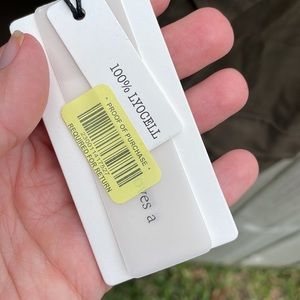 100% LYOCELL
• PROOF OF PURCHASE •
REQUIRED FOR RETURN
a